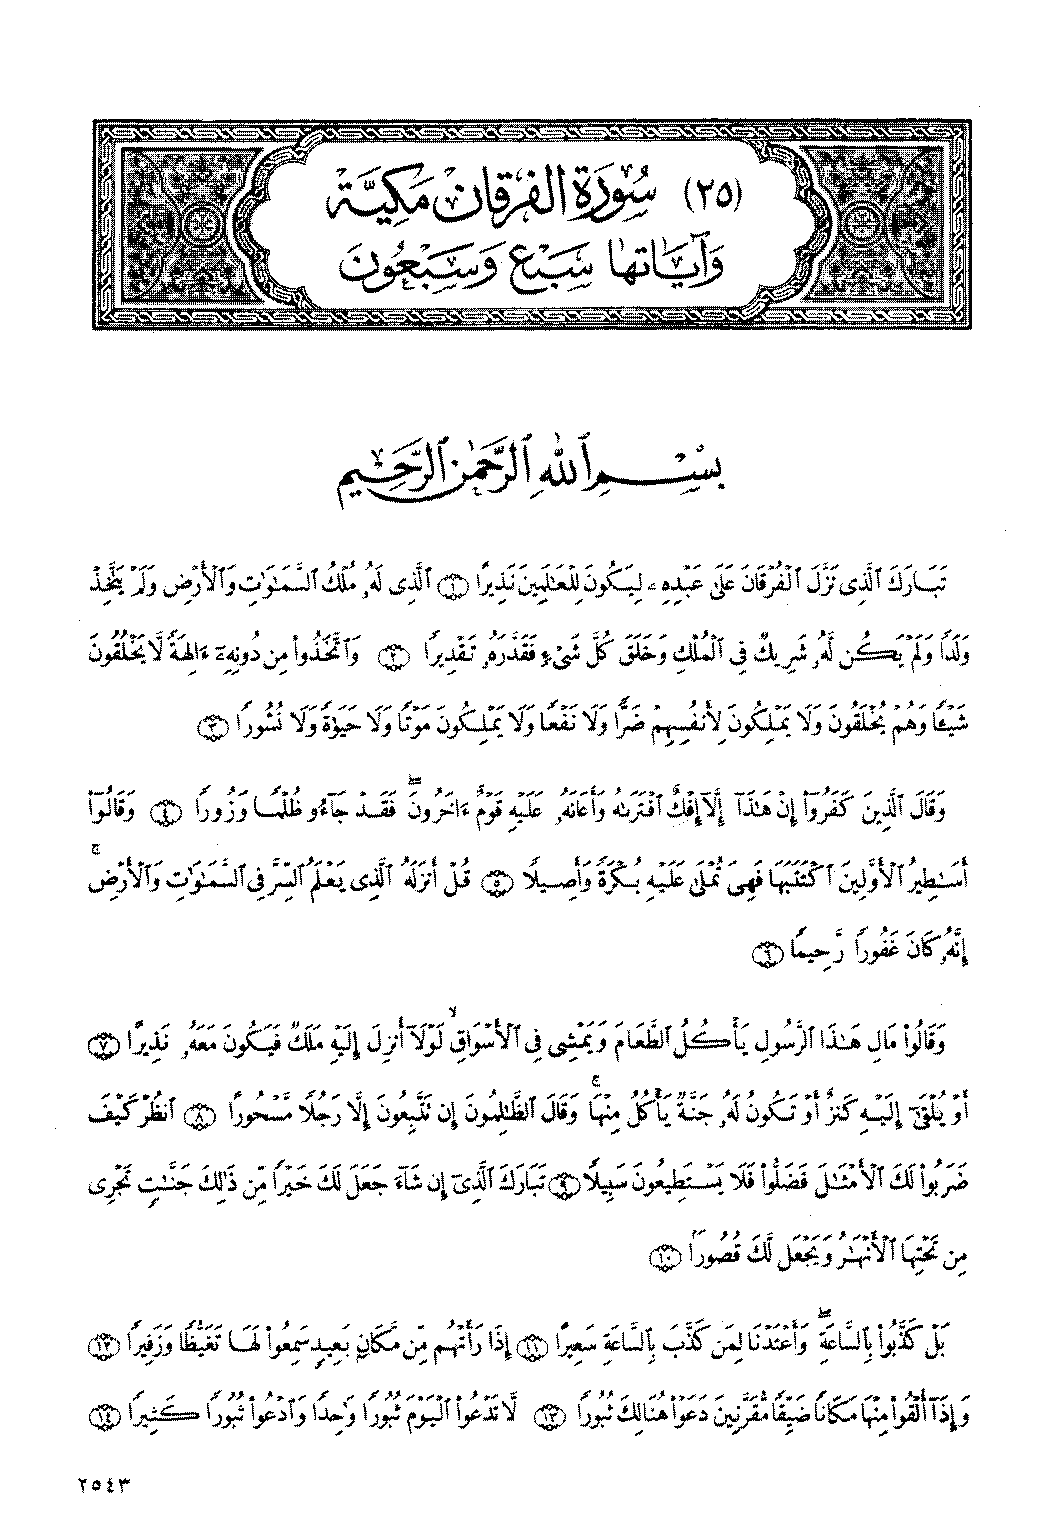 (٢٥) سُورَةِ الْفُرْقَانِ مَكِّيَّةٌ
وَآيَاتُهَا سَبْعٌ وَسَبْعُونَ
بِسْمِ ٱللَّهِ ٱلرَّحْمَٰنِ ٱلرَّحِيمِ
تَبَارَكَ ٱلَّذِى نَزَّلَ ٱلْفُرْقَانَ عَلَىٰ عَبْدِهِۦ لِيَكُونَ لِلْعَٰلَمِينَ نَذِيرًا ﴿١﴾ ٱلَّذِى لَهُۥ مُلْكُ ٱلسَّمَٰوَٰتِ وَٱلْأَرْضِ وَلَمْ يَتَّخِذْ
وَلَدًا وَلَمْ يَكُن لَّهُۥ شَرِيكٌ فِى ٱلْمُلْكِ وَخَلَقَ كُلَّ شَىْءٍ فَقَدَّرَهُۥ تَقْدِيرًا ﴿٢﴾ وَٱتَّخَذُوا۟ مِن دُونِهِۦٓ ءَالِهَةً لَّا يَخْلُقُونَ
شَيْـًٔا وَهُمْ يُخْلَقُونَ وَلَا يَمْلِكُونَ لِأَنفُسِهِمْ ضَرًّا وَلَا نَفْعًا وَلَا يَمْلِكُونَ مَوْتًا وَلَا حَيَوٰةً وَلَا نُشُورًا ﴿٣﴾
وَقَالَ ٱلَّذِينَ كَفَرُوٓا۟ إِنْ هَٰذَآ إِلَّآ إِفْكٌ ٱفْتَرَىٰهُ وَأَعَانَهُۥ عَلَيْهِ قَوْمٌ ءَاخَرُونَ ۖ فَقَدْ جَآءُو ظُلْمًا وَزُورًا ﴿٤﴾ وَقَالُوٓا۟
أَسَٰطِيرُ ٱلْأَوَّلِينَ ٱكْتَتَبَهَا فَهِىَ تُمْلَىٰ عَلَيْهِ بُكْرَةً وَأَصِيلًا ﴿٥﴾ قُلْ أَنزَلَهُ ٱلَّذِى يَعْلَمُ ٱلسِّرَّ فِى ٱلسَّمَٰوَٰتِ وَٱلْأَرْضِ ۚ
إِنَّهُۥ كَانَ غَفُورًا رَّحِيمًا ﴿٦﴾
وَقَالُوا۟ مَالِ هَٰذَا ٱلرَّسُولِ يَأْكُلُ ٱلطَّعَامَ وَيَمْشِى فِى ٱلْأَسْوَاقِ ۙ لَوْلَآ أُنزِلَ إِلَيْهِ مَلَكٌ فَيَكُونَ مَعَهُۥ نَذِيرًا ﴿٧﴾
أَوْ يُلْقَىٰٓ إِلَيْهِ كَنزٌ أَوْ تَكُونُ لَهُۥ جَنَّةٌ يَأْكُلُ مِنْهَا ۚ وَقَالَ ٱلظَّٰلِمُونَ إِن تَتَّبِعُونَ إِلَّا رَجُلًا مَّسْحُورًا ﴿٨﴾ ٱنظُرْ كَيْفَ
ضَرَبُوا۟ لَكَ ٱلْأَمْثَٰلَ فَضَلُّوا۟ فَلَا يَسْتَطِيعُونَ سَبِيلًا ﴿٩﴾ تَبَارَكَ ٱلَّذِىٓ إِن شَآءَ جَعَلَ لَكَ خَيْرًا مِّن ذَٰلِكَ جَنَّٰتٍ تَجْرِى
مِن تَحْتِهَا ٱلْأَنْهَٰرُ وَيَجْعَل لَّكَ قُصُورًۢا ﴿١٠﴾
بَلْ كَذَّبُوا۟ بِٱلسَّاعَةِ ۖ وَأَعْتَدْنَا لِمَن كَذَّبَ بِٱلسَّاعَةِ سَعِيرًا ﴿١١﴾ إِذَا رَأَتْهُم مِّن مَّكَانٍۭ بَعِيدٍ سَمِعُوا۟ لَهَا تَغَيُّظًا وَزَفِيرًا ﴿١٢﴾
وَإِذَآ أُلْقُوا۟ مِنْهَا مَكَانًا ضَيِّقًا مُّقَرَّنِينَ دَعَوْا۟ هُنَالِكَ ثُبُورًا ﴿١٣﴾ لَّا تَدْعُوا۟ ٱلْيَوْمَ ثُبُورًا وَٰحِدًا وَٱدْعُوا۟ ثُبُورًا كَثِيرًا ﴿١٤﴾
٢٥٤٣